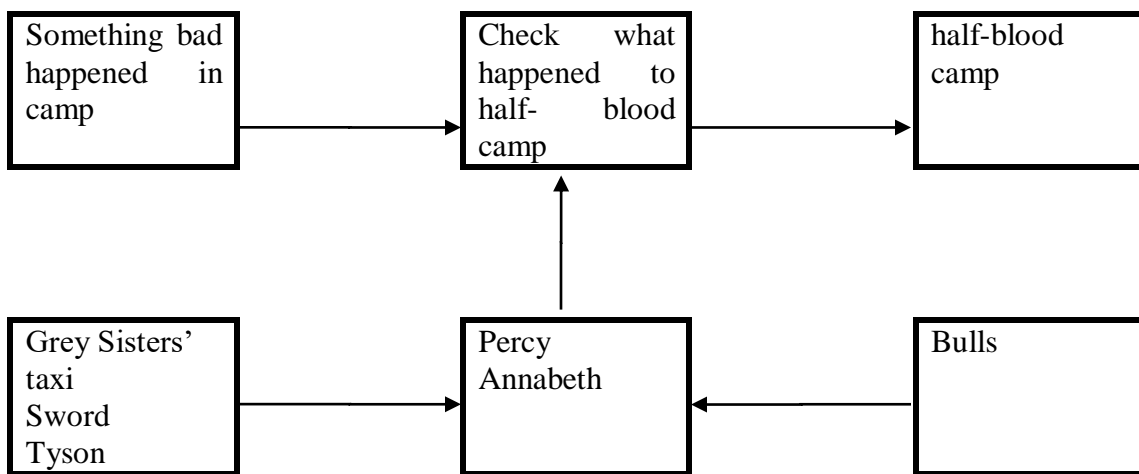 Something bad
happened in
camp
Check what
happened to
half- blood
camp
half-blood
camp
Grey Sisters’
taxi
Sword
Tyson
Percy
Annabeth
Bulls